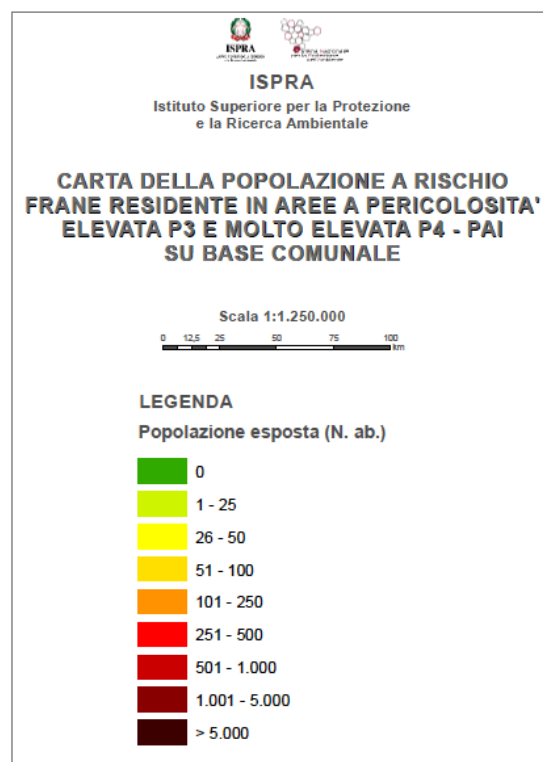 ISPRA
ISPRA
Istituto Superiore per la Protezione
e la Ricerca Ambientale
CARTA DELLA POPOLAZIONE A RISCHIO
FRANE RESIDENTE IN AREE A PERICOLOSITA'
ELEVATA P3 E MOLTO ELEVATA P4 - PAI
SU BASE COMUNALE
Scala 1:1.250.000
0 12,5 25 50 75 100
km
LEGENDA
Popolazione esposta (N. ab.)
0
1 - 25
26 - 50
51 - 100
101 - 250
251 - 500
501 - 1.000
1.001 - 5.000
> 5.000